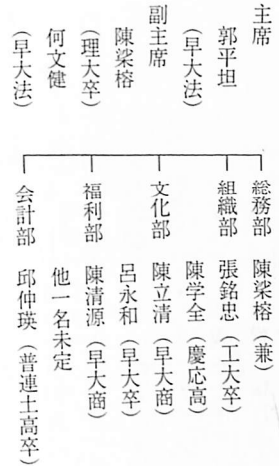 主席
郭平坦
（早大法）
副主席
陳桬榕
（理大卒）
何文健
（早大法）
総務部　陳桬榕（兼）
組織部　張銘忠（工大卒）
陳学全（慶応高）
文化部　陳立清（早大商）
呂永和（早大卒）
福利部　陳清源（早大商）
他一名未定
会計部　邱仲瑛（普連土高卒）